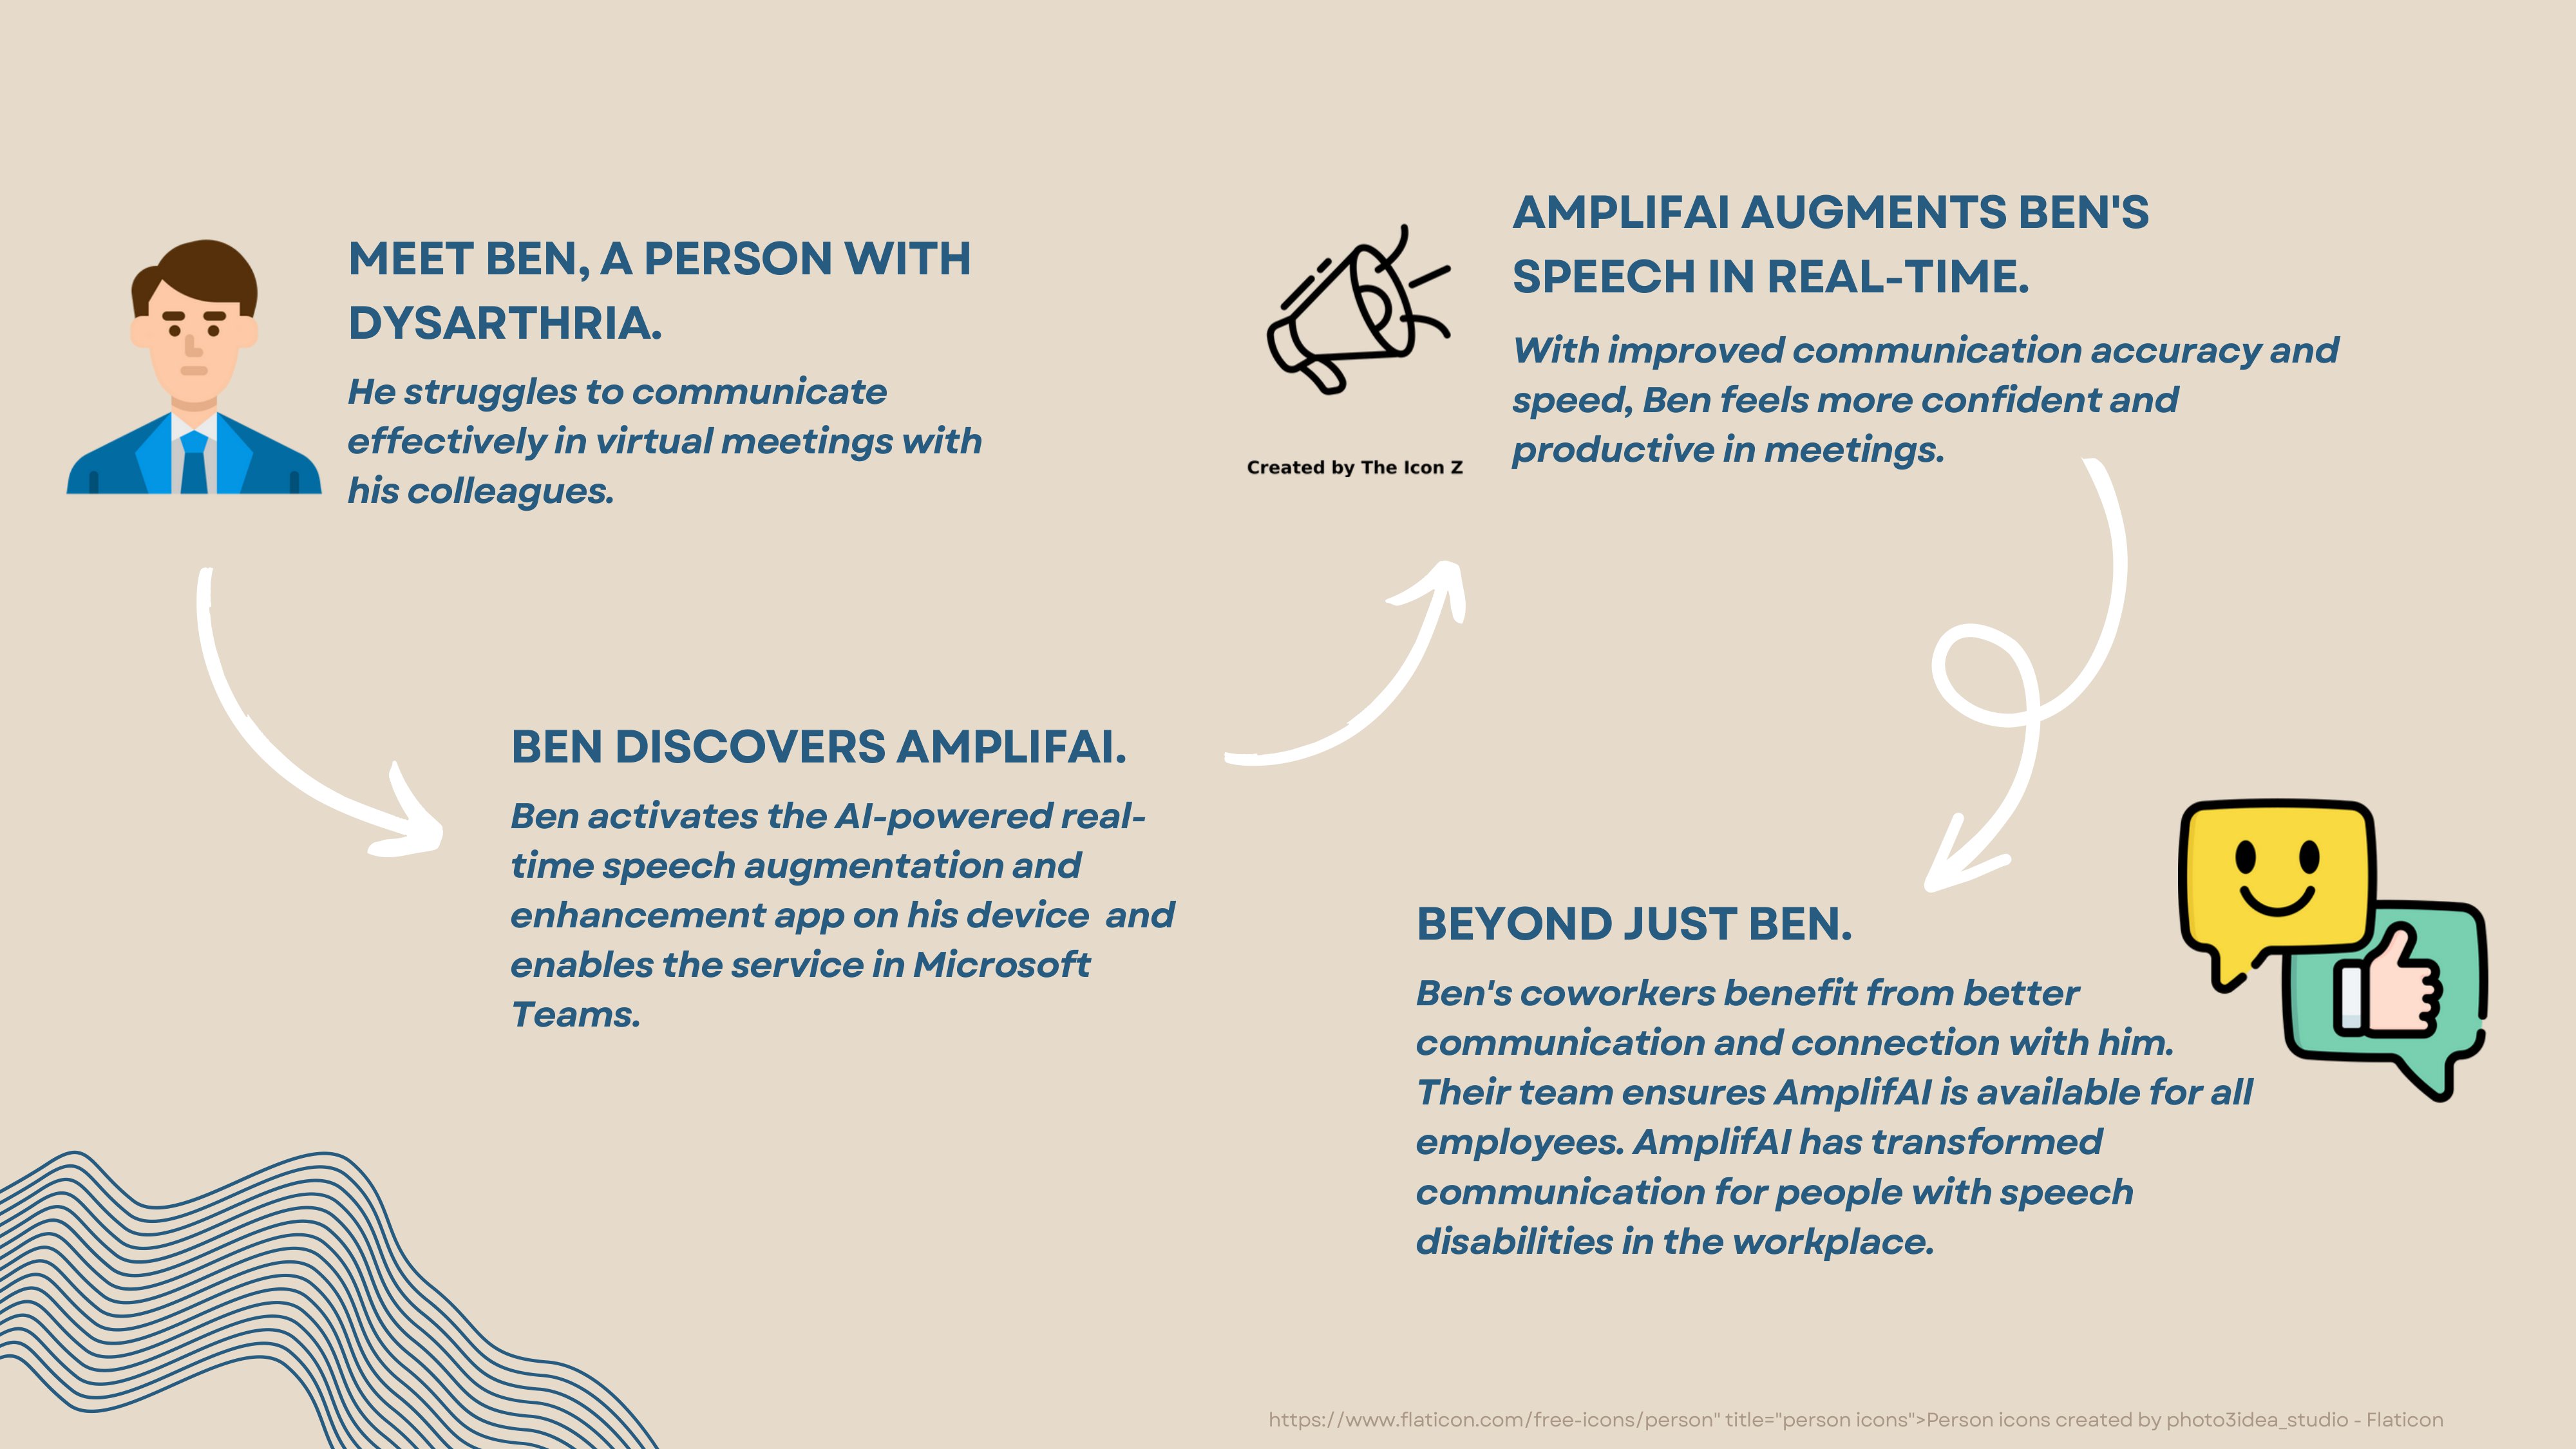 MEET BEN, A PERSON WITH
DYSARTHRIA.
He struggles to communicate
effectively in virtual meetings with
his colleagues.
BEN DISCOVERS AMPLIFAI.
Ben activates the AI-powered real-
time speech augmentation and
enhancement app on his device  and
enables the service in Microsoft
Teams.
AMPLIFAI AUGMENTS BEN'S
SPEECH IN REAL-TIME.
With improved communication accuracy and
speed, Ben feels more confident and
productive in meetings.
Created by The Icon Z
BEYOND JUST BEN.
Ben's coworkers benefit from better
communication and connection with him.
Their team ensures AmplifAI is available for all
employees. AmplifAI has transformed
communication for people with speech
disabilities in the workplace.
https://www.flaticon.com/free-icons/person" title="person icons">Person icons created by photo3idea_studio - Flaticon